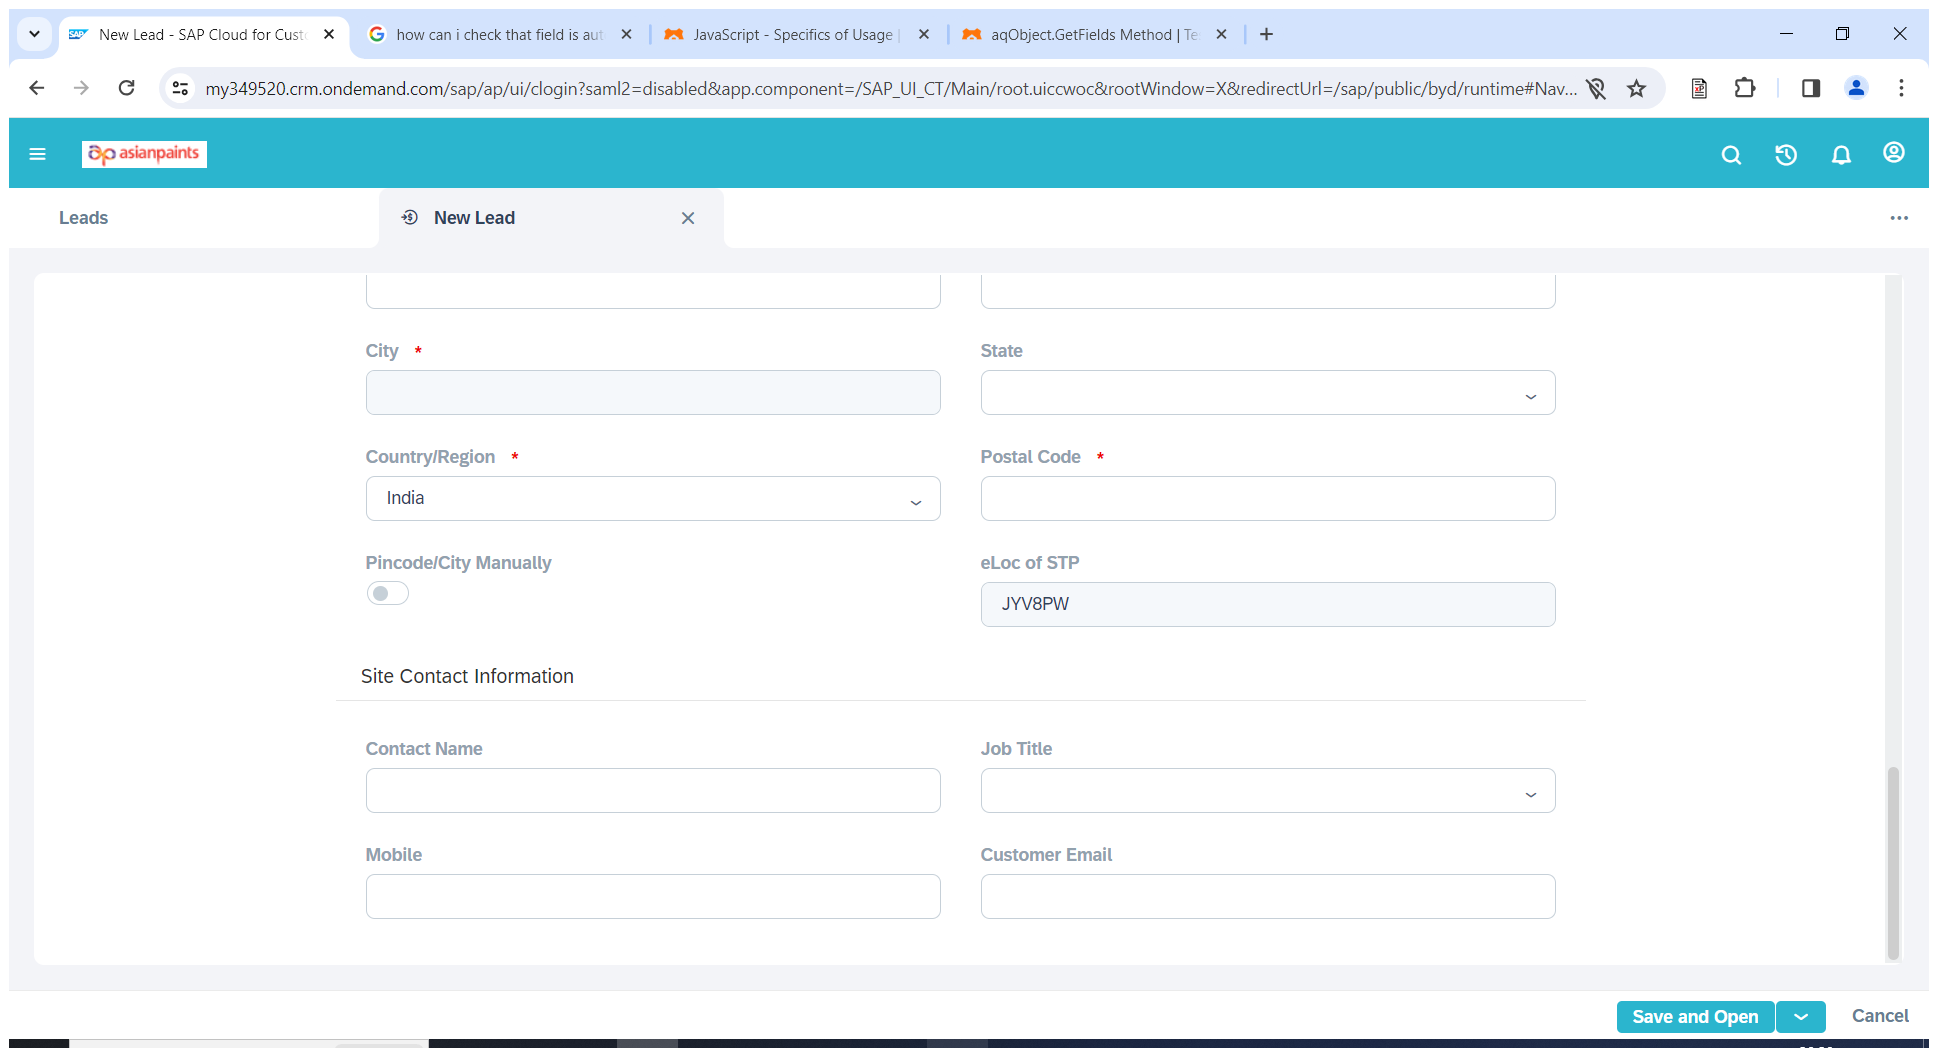 New Lead - SAP Cloud for Custo
how can i check that field is aut
JavaScript - Specifics of Usage |
aqObject.GetFields Method | Te
my349520.crm.ondemand.com/sap/ap/ui/clogin?saml2=disabled&app.component=/SAP_UI_CT/Main/root.uiccwoc&rootWindow=X&redirectUrl=/sap/public/byd/runtime#Nav...
ap asianpaints
Leads
New Lead
City *
State
Country/Region *
Postal Code *
India
Pincode/City Manually
eLoc of STP
JYV8PW
Site Contact Information
Contact Name
Job Title
Mobile
Customer Email
Save and Open
Cancel